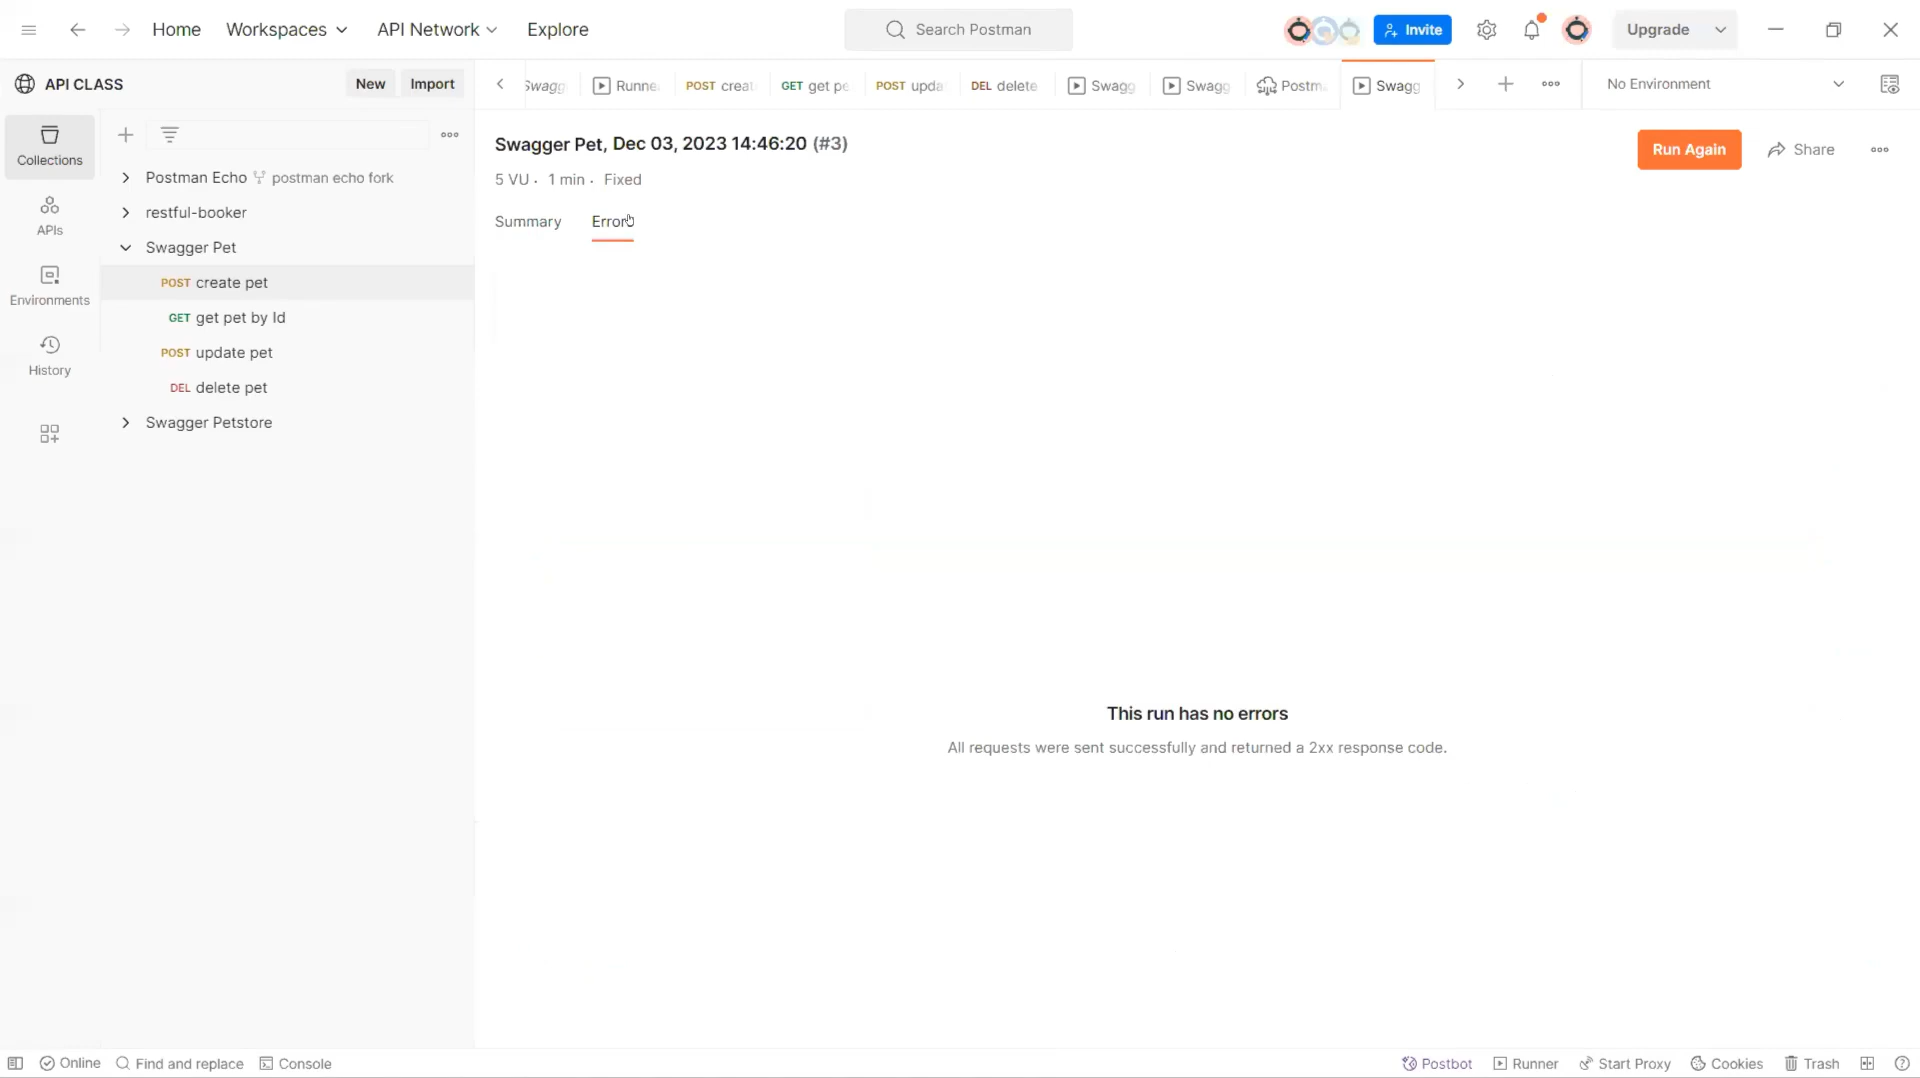 Home Workspaces API Network Explore Search Postman Invite Upgrade
API CLASS New Import Swagg Runne POST creat GET get pe POST upda DEL delete Swagg Swagg Postm Swagg No Environment
Collections
APIs
Environments
History
Postman Echo postman echo fork
restful-booker
Swagger Pet
POST create pet
GET get pet by Id
POST update pet
DEL delete pet
Swagger Petstore
Swagger Pet, Dec 03, 2023 14:46:20 (#3)
Run Again Share
5 VU · 1 min · Fixed
Summary Errors
This run has no errors
All requests were sent successfully and returned a 2xx response code.
Online Find and replace Console Postbot Runner Start Proxy Cookies Trash